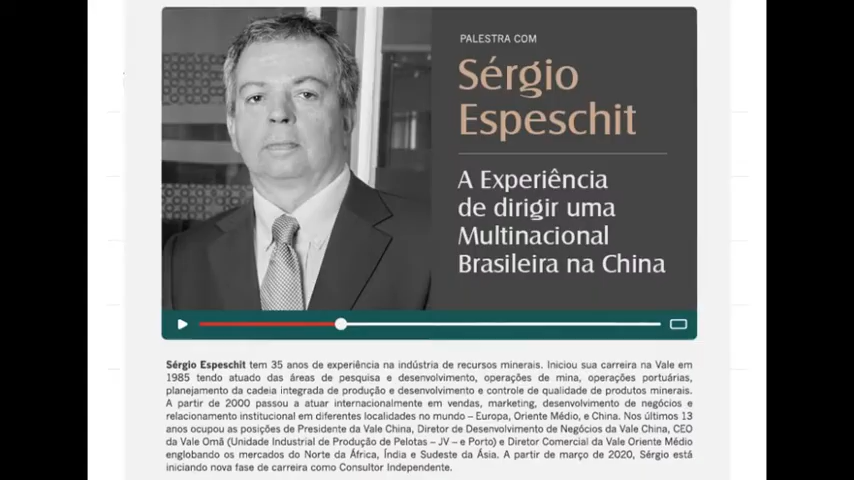 PALESTRA COM
Sérgio
Espeschit
A Experiência
de dirigir uma
Multinacional
Brasileira na China
Sérgio Espeschit tem 35 anos de experiência na indústria de recursos minerais. Iniciou sua carreira na Vale em
1985 tendo atuado das áreas de pesquisa e desenvolvimento, operações de mina, operações portuárias,
planejamento da cadeia integrada de produção e desenvolvimento e controle de qualidade de produtos minerais.
A partir de 2000 passou a atuar internacionalmente em vendas, marketing, desenvolvimento de negócios e
relacionamento institucional em diferentes localidades no mundo – Europa, Oriente Médio, e China. Nos últimos 13
anos ocupou as posições de Presidente da Vale China, Diretor de Desenvolvimento de Negócios da Vale China, CEO
da Vale Omã (Unidade Industrial de Produção de Pelotas – JV – e Porto) e Diretor Comercial da Vale Oriente Médio
englobando os mercados do Norte da África, Índia e Sudeste da Ásia. A partir de março de 2020, Sérgio está
iniciando nova fase de carreira como Consultor Independente.